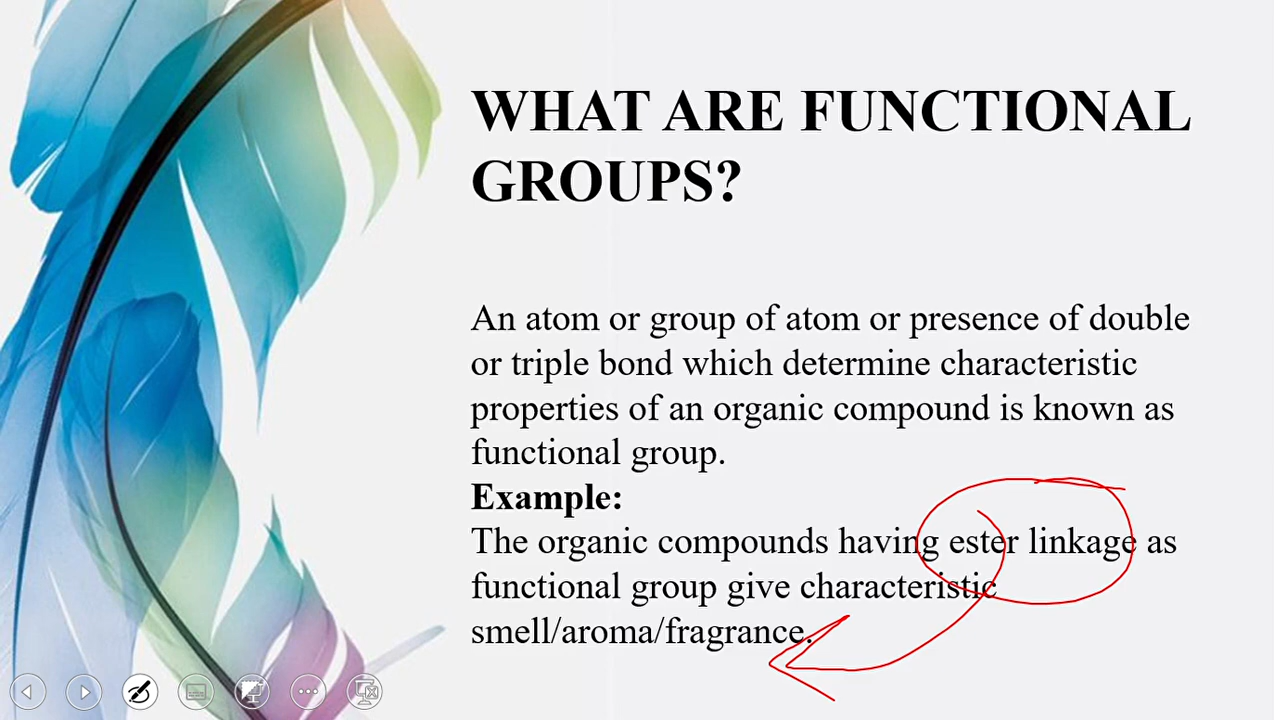 WHAT ARE FUNCTIONAL
GROUPS?
An atom or group of atom or presence of double
or triple bond which determine characteristic
properties of an organic compound is known as
functional group.
Example:
The organic compounds having ester linkage as
functional group give characteristic
smell/aroma/fragrance.